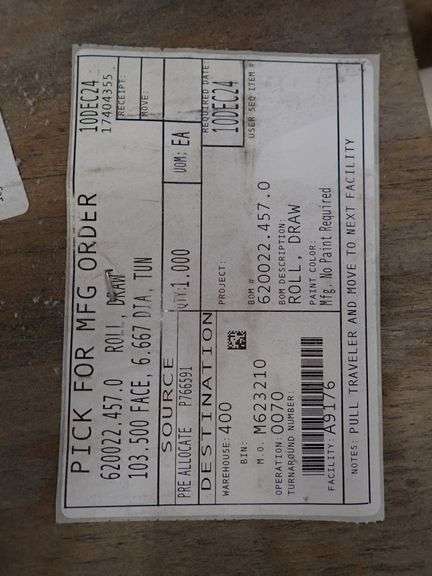 PICK FOR MFG ORDER
10DEC24
17404355
620022.457.0 ROLL, DRAW
RECEIPT:
103.500 FACE, 6.667 DIA, TUN
MOVE:
SOURCE
PRE ALLOCATE P766591
QTY: 1.000
UOM: EA
REQUIRED DATE:
10DEC24
DESTINATION
WAREHOUSE: 400
PROJECT:
USER SEQ ITEM #
BIN:
BOM #
620022.457.0
M.O. M623210
BOM DESCRIPTION:
ROLL, DRAW
OPERATION 0070
PAINT COLOR:
Mfg. No Paint Required
TURNAROUND NUMBER:
FACILITY: A9176
NOTES: PULL TRAVELER AND MOVE TO NEXT FACILITY